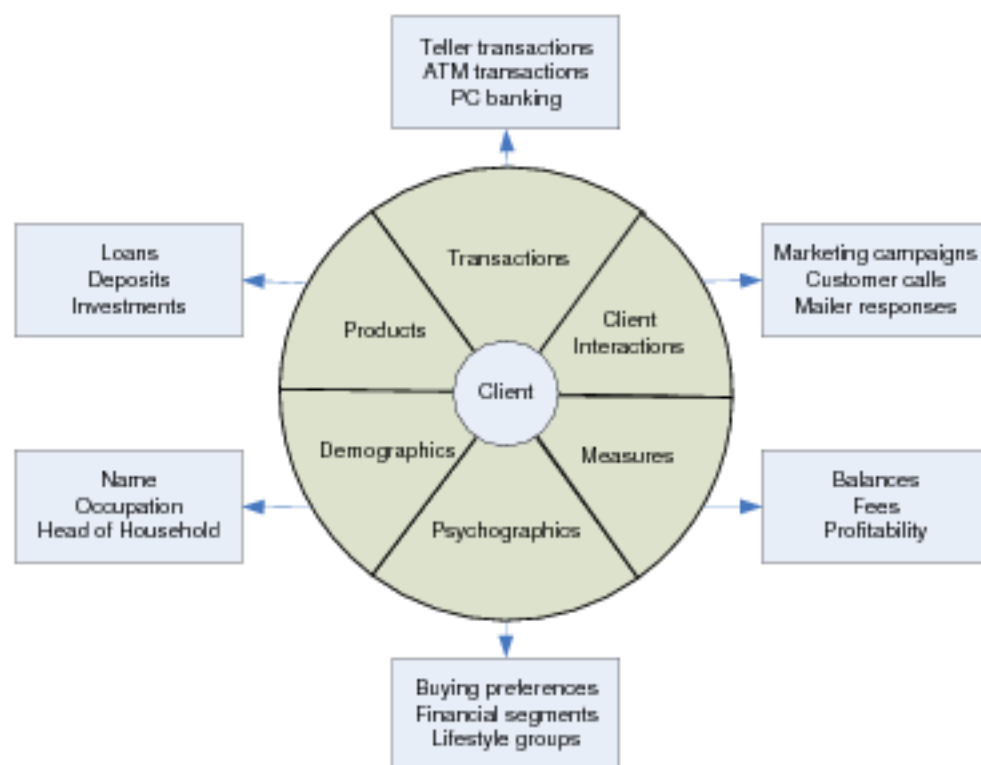 Teller transactions
ATM transactions
PC banking
Loans
Deposits
Investments
Transactions
Marketing campaigns
Customer calls
Mailer responses
Products
Client
Interactions
Client
Demographics
Measures
Name
Occupation
Head of Household
Psychographics
Balances
Fees
Profitability
Buying preferences
Financial segments
Lifestyle groups